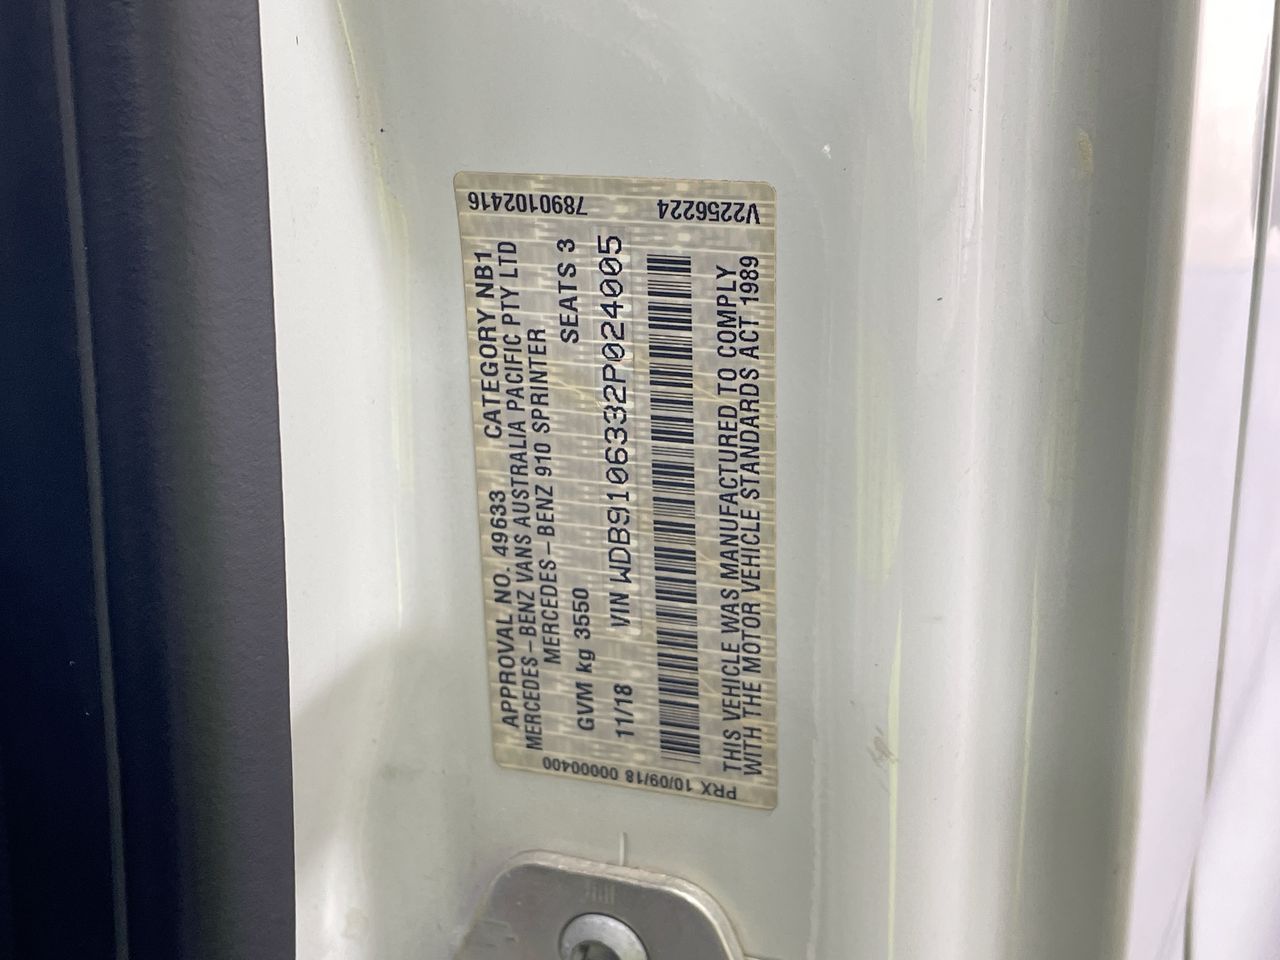 APPROVAL NO. 49633 CATEGORY NB1
MERCEDES-BENZ VANS AUSTRALIA PACIFIC PTY LTD
MERCEDES-BENZ 910 SPRINTER
GVM kg 3550 SEATS 3
11/18 VIN WDB9106332P024005
THIS VEHICLE WAS MANUFACTURED TO COMPLY
WITH THE MOTOR VEHICLE STANDARDS ACT 1989
7890102416
V2256224
PRX 10/09/18 00000400